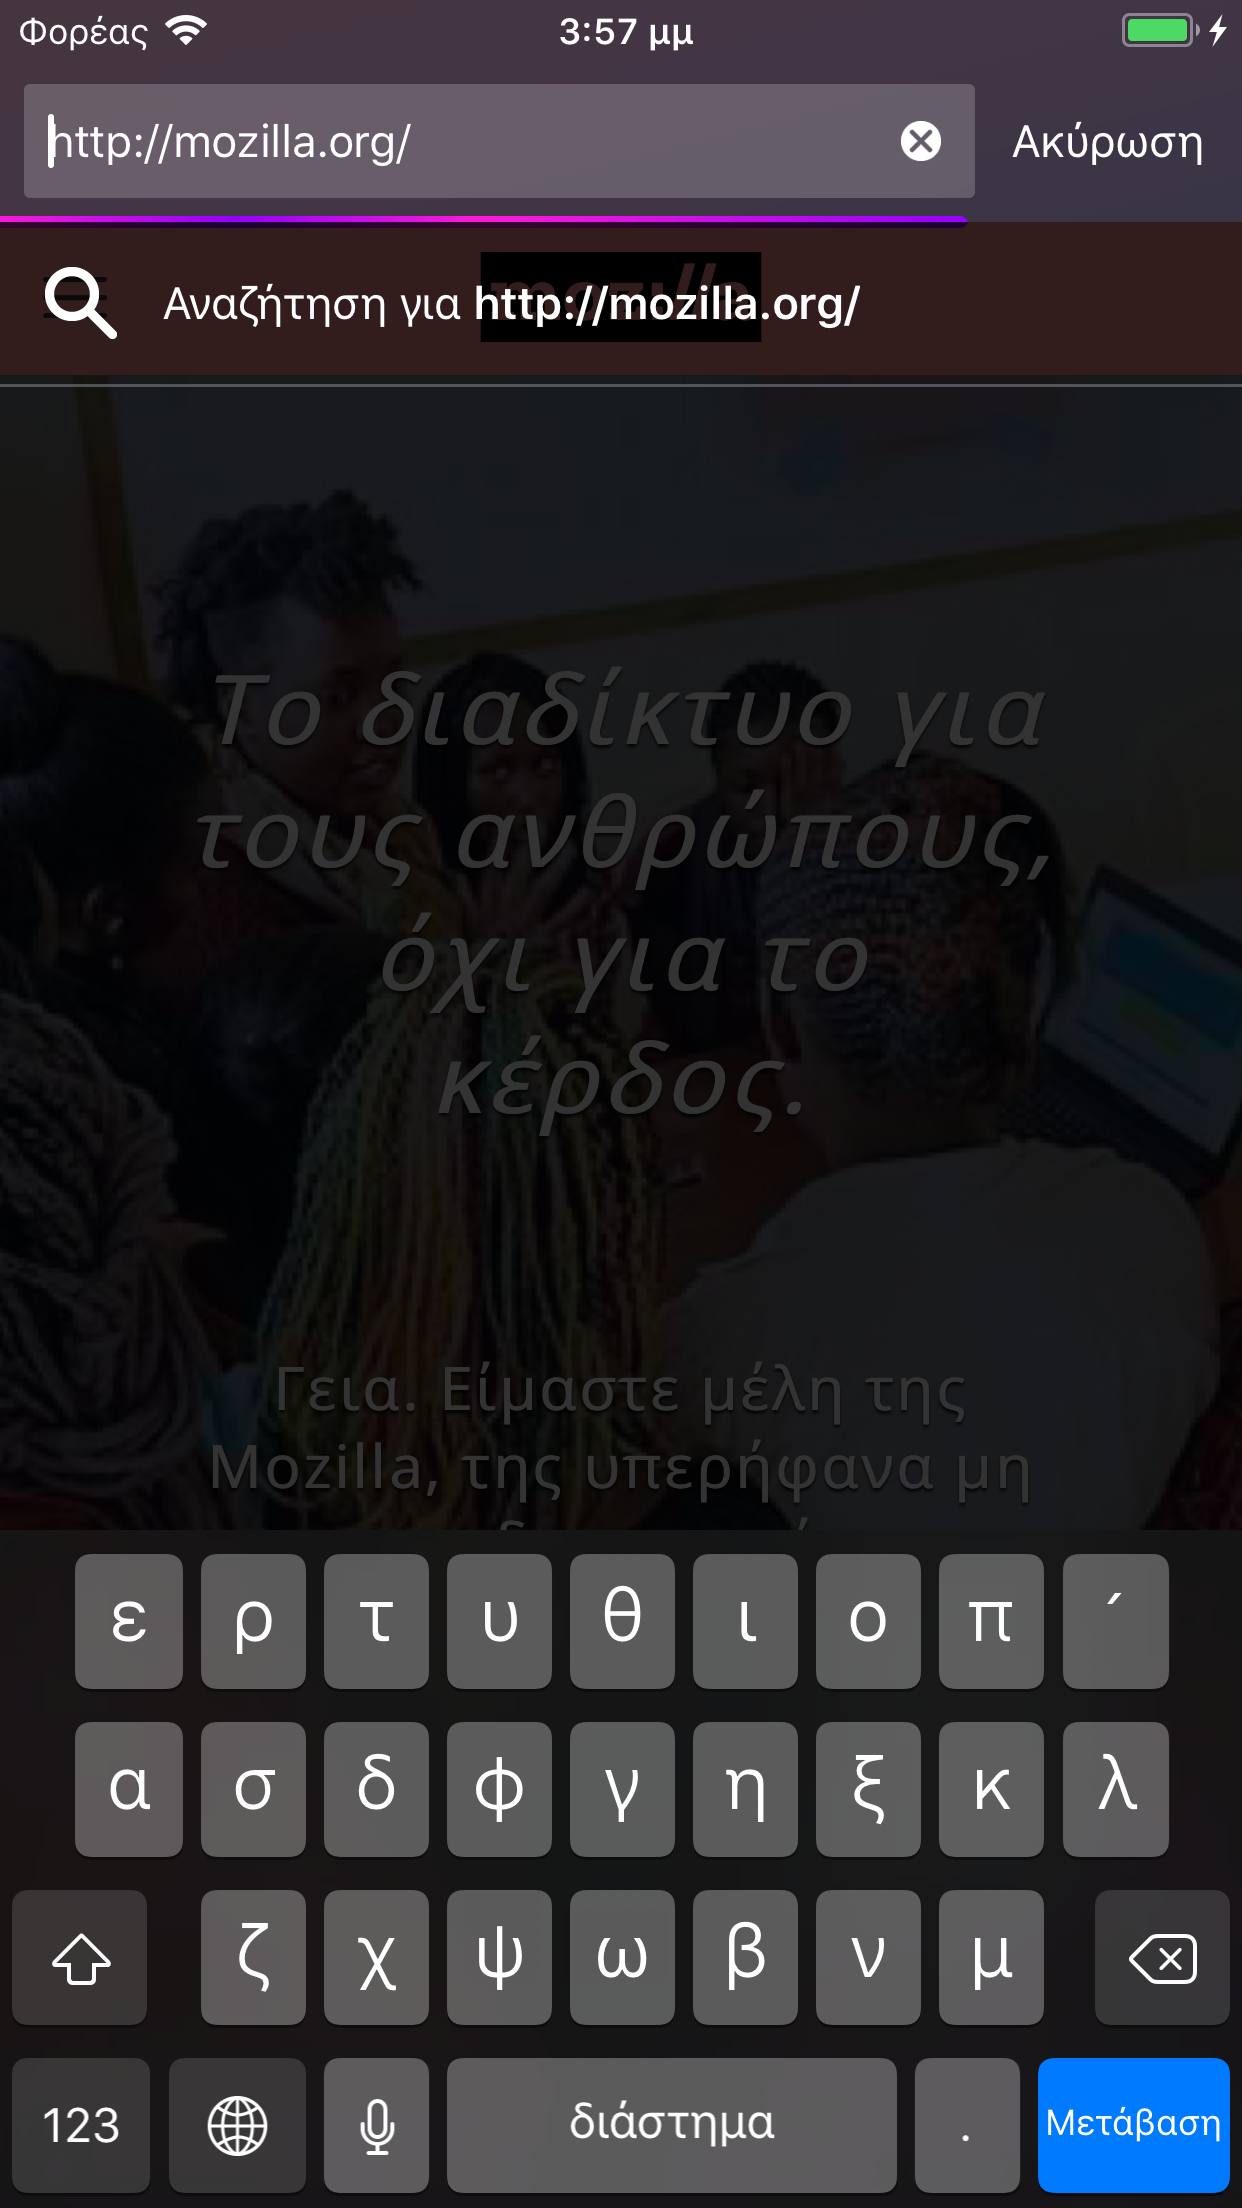 Φορέας 3:57 μμ
http://mozilla.org/ Ακύρωση
mozilla
Αναζήτηση για http://mozilla.org/
Το διαδίκτυο για
τους ανθρώπους,
όχι για το
κέρδος.
Γεια. Είμαστε μέλη της
Mozilla, της υπερήφανα μη
ε ρ τ υ θ ι ο π ´
α σ δ φ γ η ξ κ λ
ζ χ ψ ω β ν μ
123 διάστημα . Μετάβαση